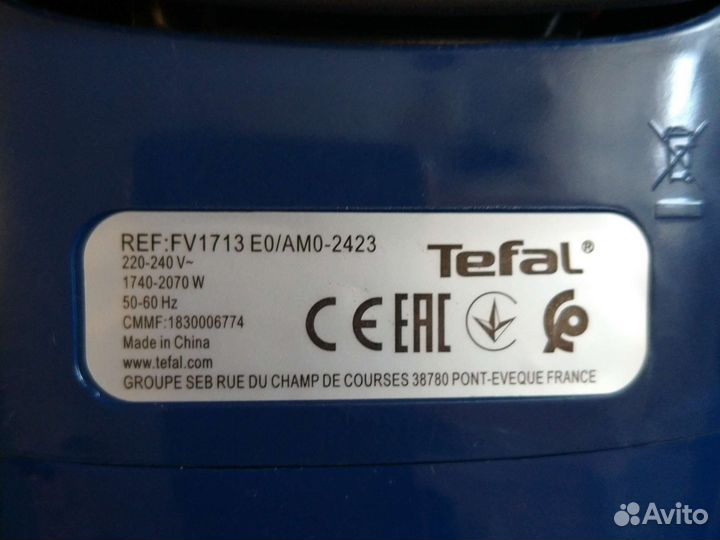 REF:FV1713 E0/AM0-2423
220-240 V~
1740-2070 W
50-60 Hz
CMMF:1830006774
Made in China
www.tefal.com
GROUPE SEB RUE DU CHAMP DE COURSES 38780 PONT-EVEQUE FRANCE
Tefal®
CE EAC
Avito